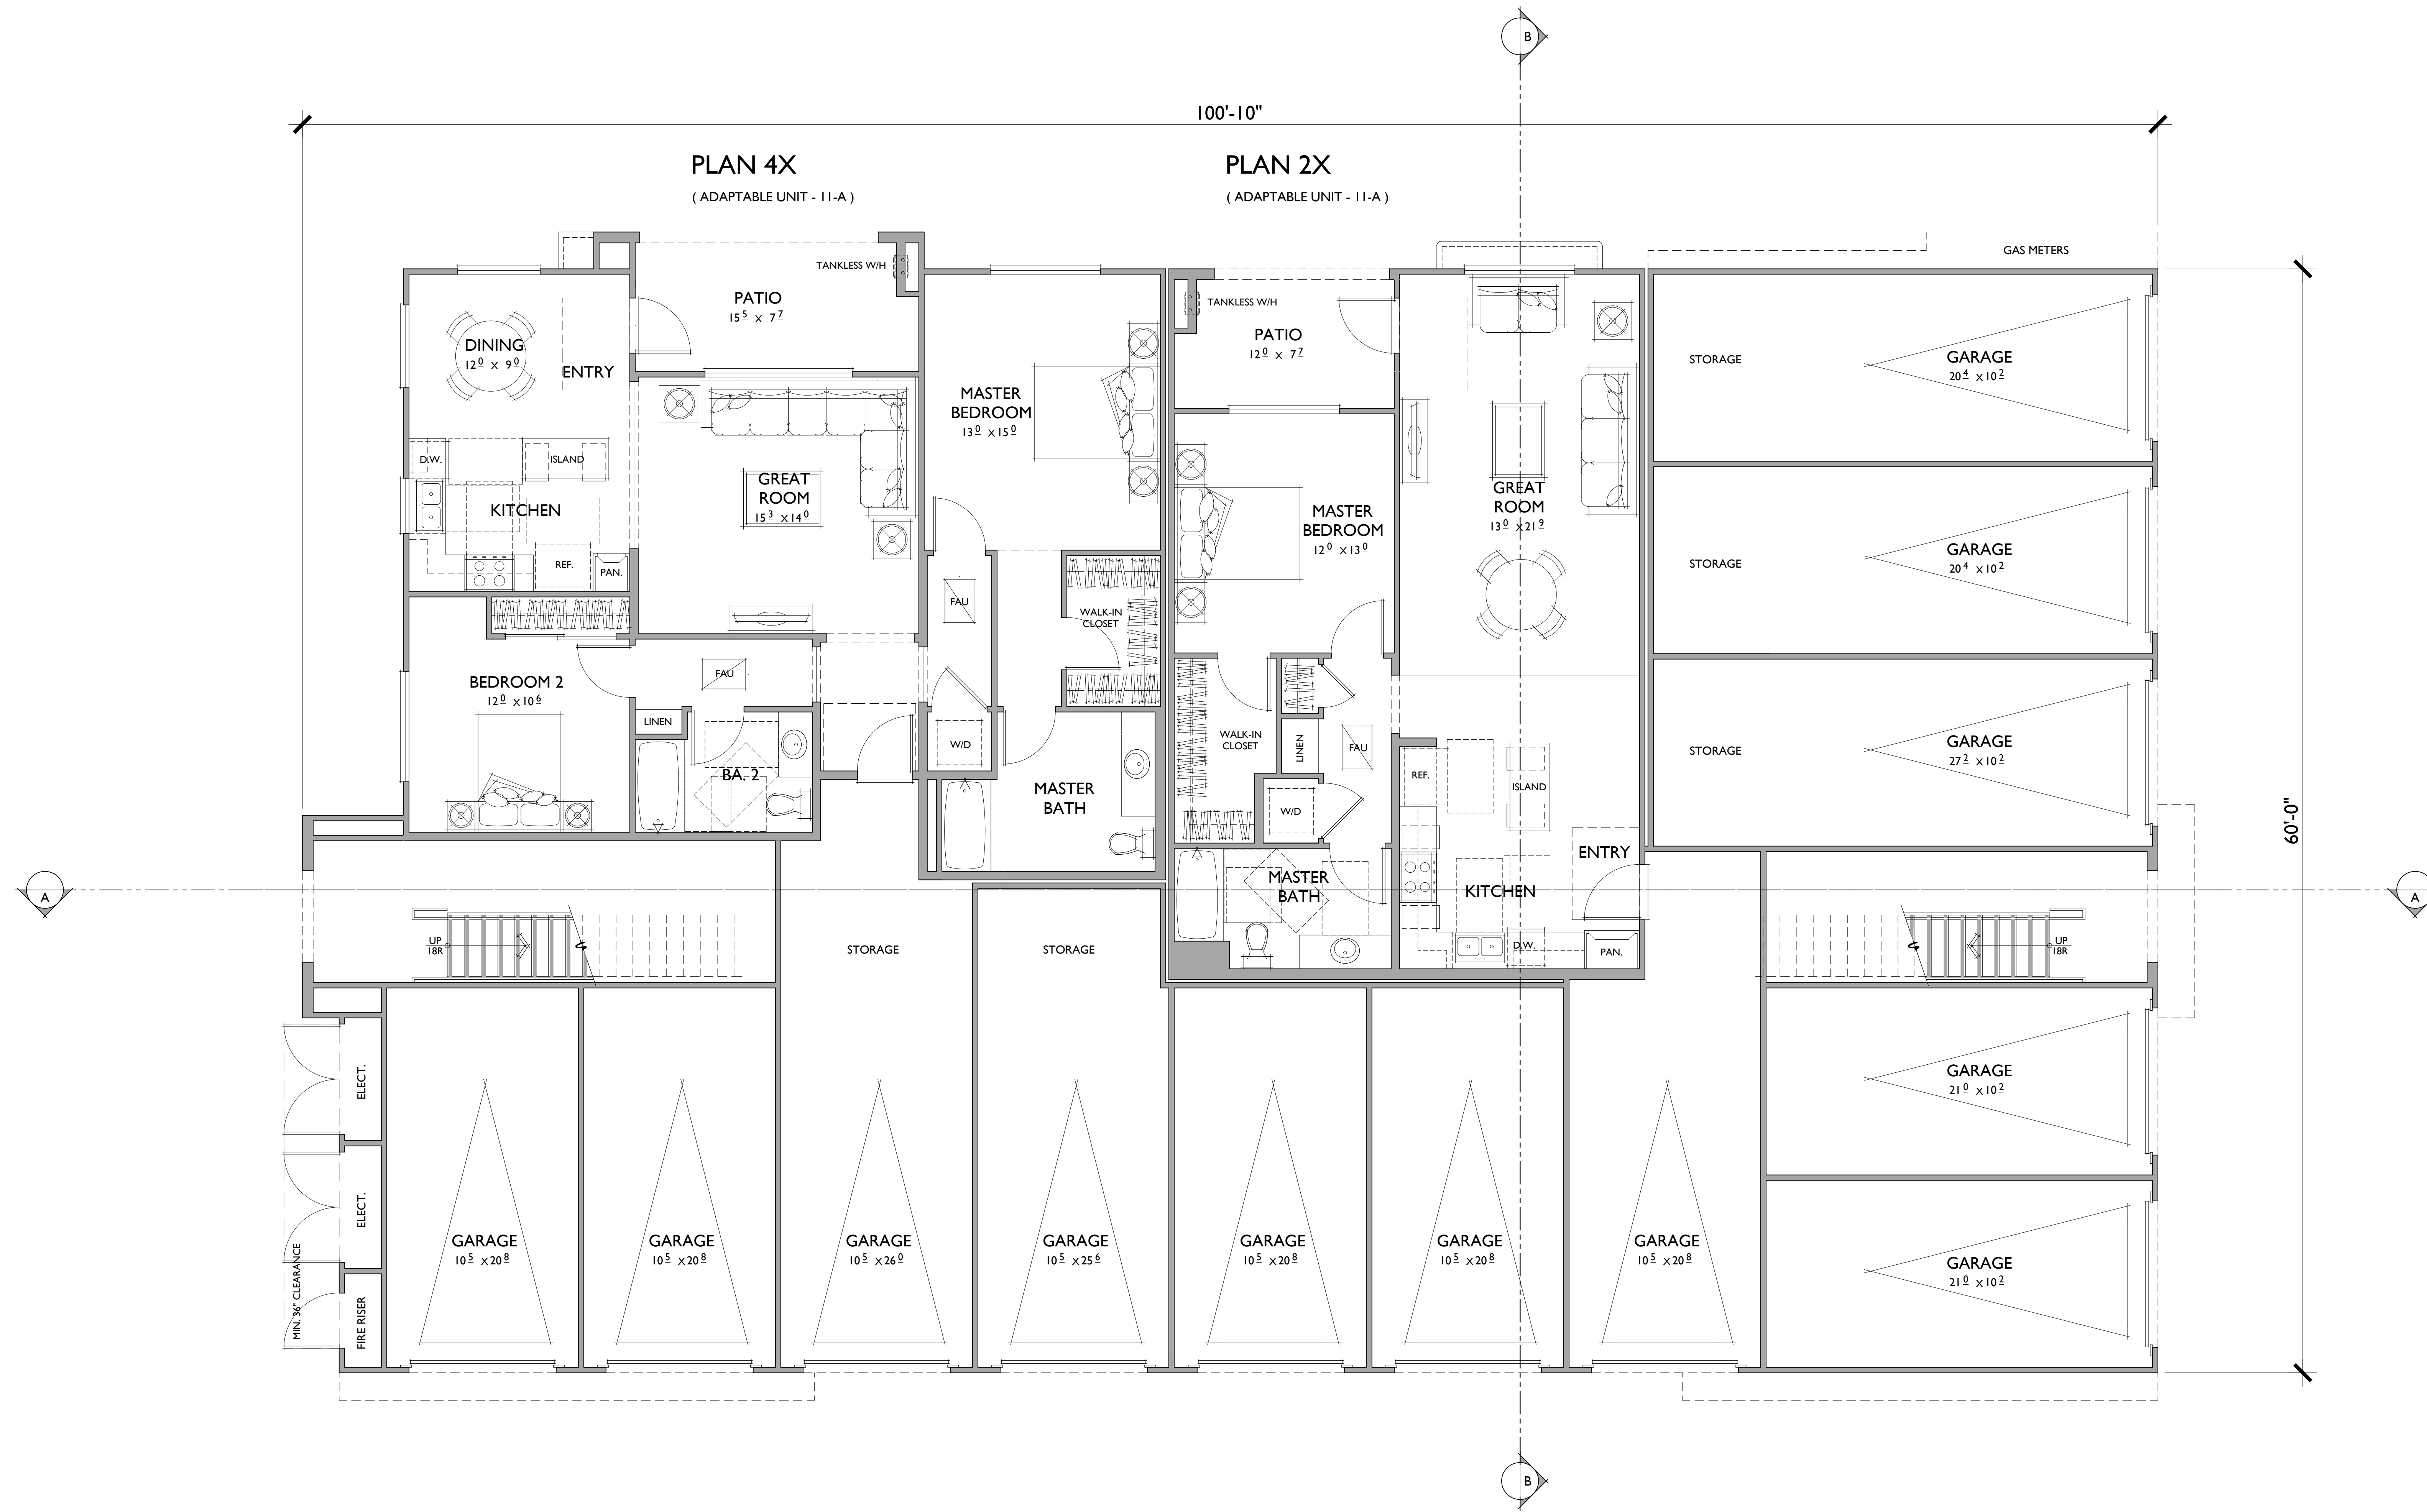 B
100'-10"
PLAN 4X
( ADAPTABLE UNIT - 11-A )
PLAN 2X
( ADAPTABLE UNIT - 11-A )
GAS METERS
TANKLESS W/H
PATIO
15 5 x 7 7
TANKLESS W/H
PATIO
12 0 x 7 7
DINING
12 0 x 9 0
ENTRY
MASTER
BEDROOM
13 0 x 15 0
STORAGE
GARAGE
20 4 x 10 2
D.W.
ISLAND
KITCHEN
REF.
PAN.
GREAT
ROOM
15 3 x 14 0
MASTER
BEDROOM
12 0 x 13 0
GREAT
ROOM
13 0 x 21 9
STORAGE
GARAGE
20 4 x 10 2
FAU
WALK-IN
CLOSET
BEDROOM 2
12 0 x 10 6
FAU
LINEN
BA. 2
W/D
MASTER
BATH
WALK-IN
CLOSET
LINEN
FAU
W/D
REF.
ISLAND
STORAGE
GARAGE
27 2 x 10 2
60'-0"
ENTRY
MASTER
BATH
KITCHEN
D.W.
PAN.
A
A
UP
18R
STORAGE
STORAGE
UP
18R
ELECT.
ELECT.
FIRE RISER
MIN. 36" CLEARANCE
GARAGE
21 0 x 10 2
GARAGE
10 5 x 20 8
GARAGE
10 5 x 20 8
GARAGE
10 5 x 26 0
GARAGE
10 5 x 25 6
GARAGE
10 5 x 20 8
GARAGE
10 5 x 20 8
GARAGE
10 5 x 20 8
GARAGE
21 0 x 10 2
B